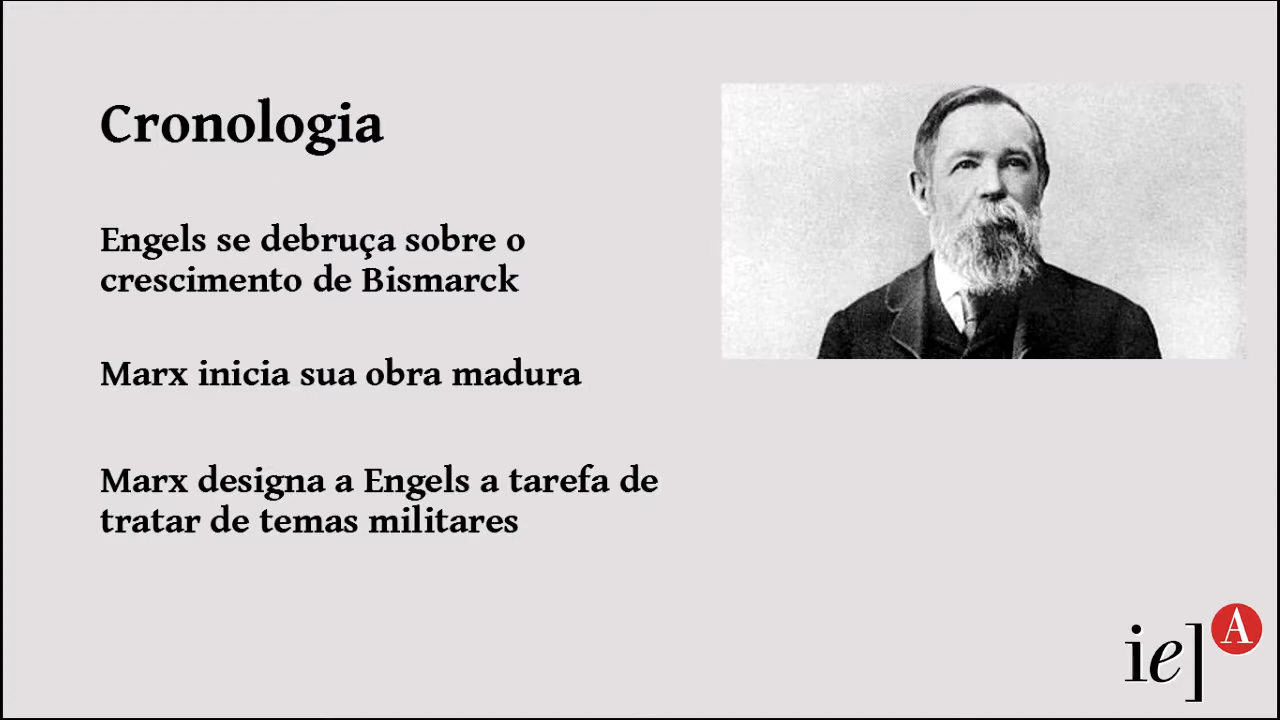 Cronologia
Engels se debruça sobre o
crescimento de Bismarck
Marx inicia sua obra madura
Marx designa a Engels a tarefa de
tratar de temas militares
ie] A